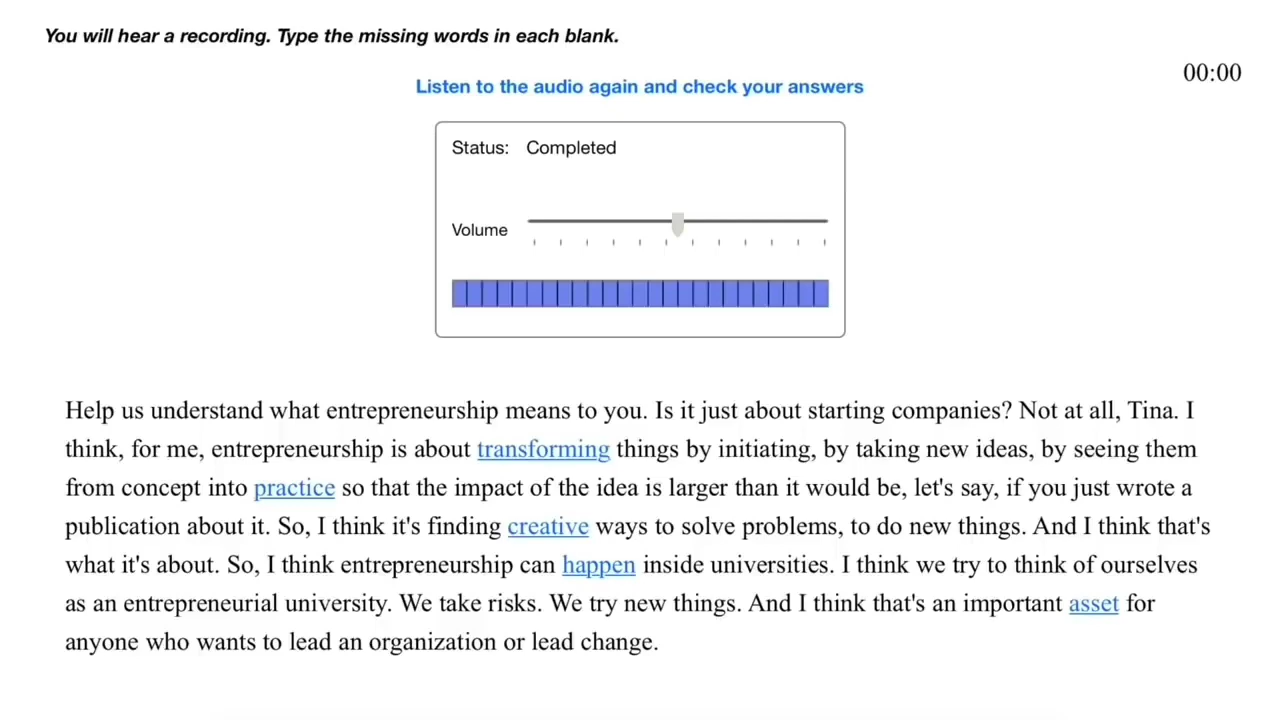 You will hear a recording. Type the missing words in each blank.
00:00
Listen to the audio again and check your answers
Status: Completed
Volume
Help us understand what entrepreneurship means to you. Is it just about starting companies? Not at all, Tina. I
think, for me, entrepreneurship is about transforming things by initiating, by taking new ideas, by seeing them
from concept into practice so that the impact of the idea is larger than it would be, let's say, if you just wrote a
publication about it. So, I think it's finding creative ways to solve problems, to do new things. And I think that's
what it's about. So, I think entrepreneurship can happen inside universities. I think we try to think of ourselves
as an entrepreneurial university. We take risks. We try new things. And I think that's an important asset for
anyone who wants to lead an organization or lead change.